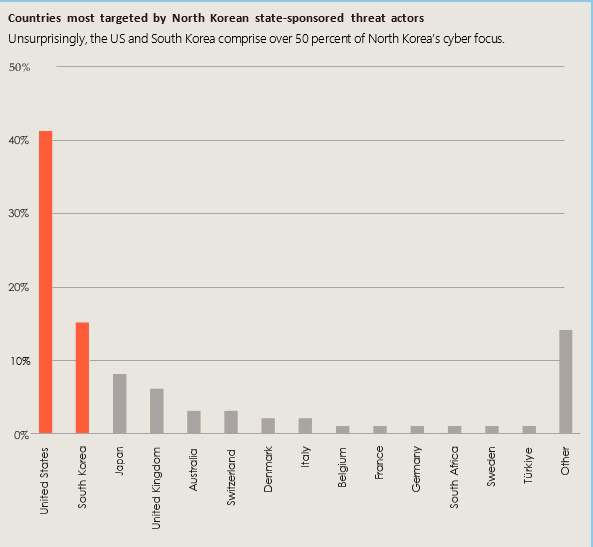 Countries most targeted by North Korean state-sponsored threat actors
Unsurprisingly, the US and South Korea comprise over 50 percent of North Korea's cyber focus.
50%
40%
30%
20%
10%
0%
United States
South Korea
Japan
United Kingdom
Australia
Switzerland
Denmark
Italy
Belgium
France
Germany
South Africa
Sweden
Türkiye
Other